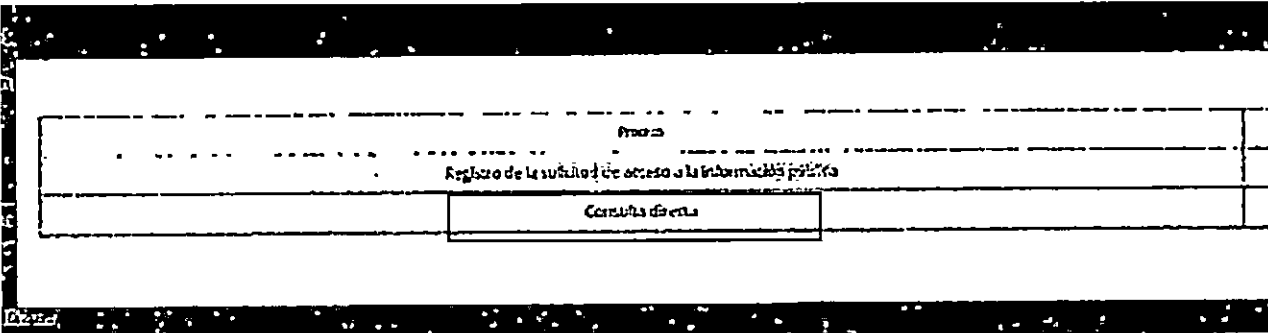 Proceso
Registro de la solicitud de acceso a la información pública
Consulta directa